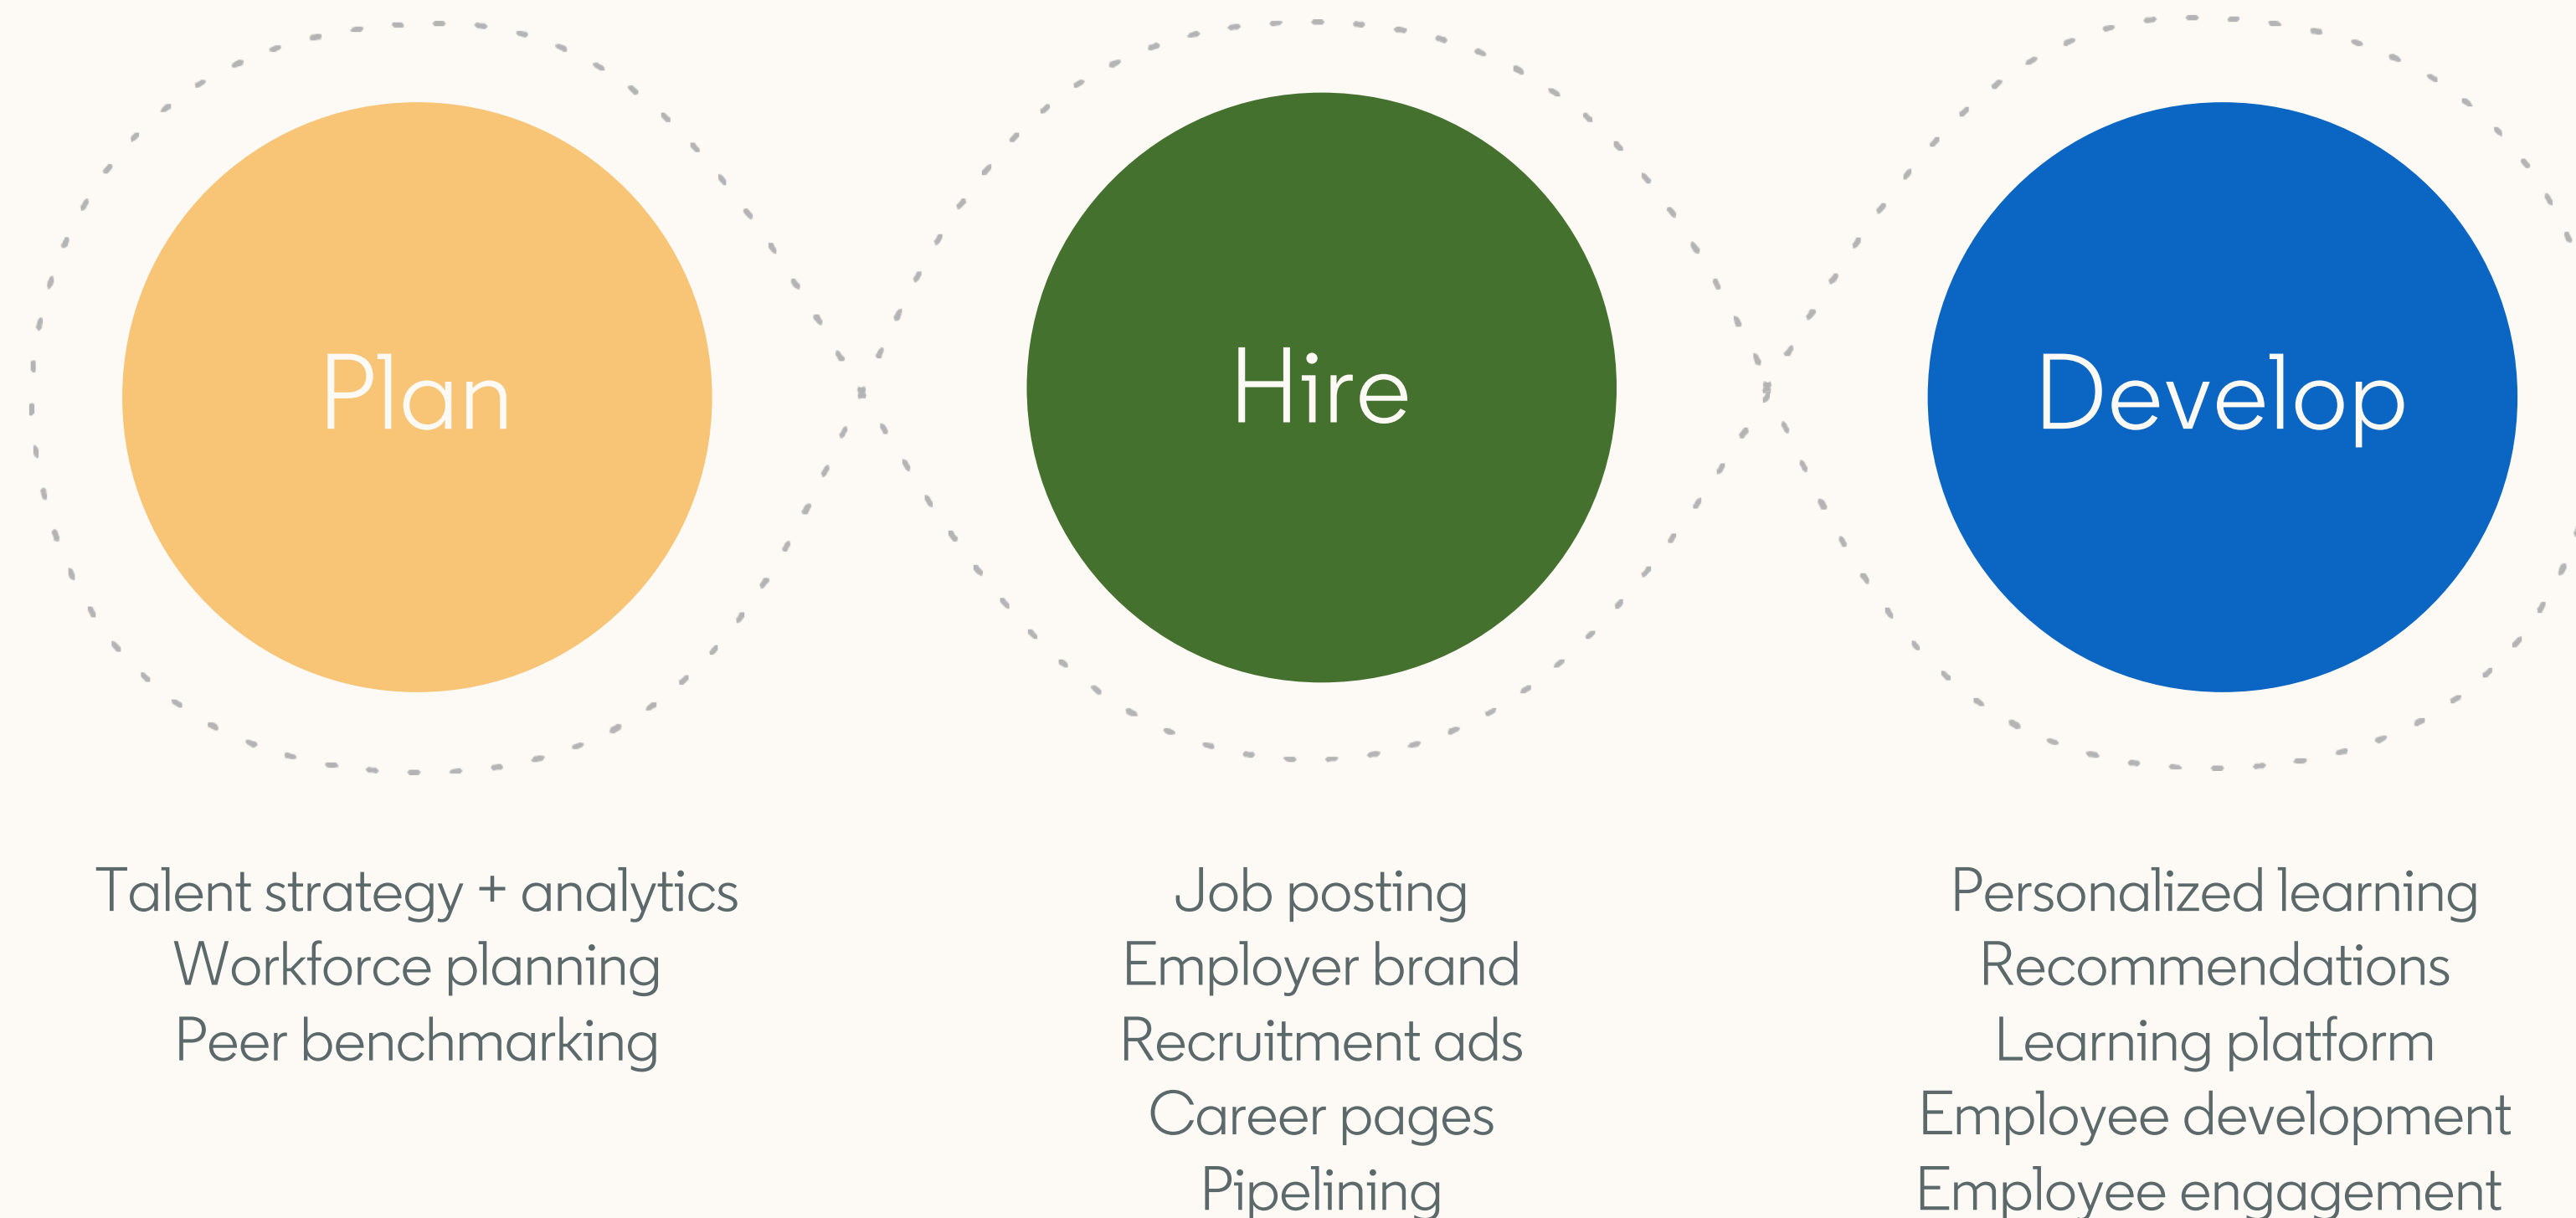 Plan
Hire
Develop
Talent strategy + analytics
Workforce planning
Peer benchmarking
Job posting
Employer brand
Recruitment ads
Career pages
Pipelining
Personalized learning
Recommendations
Learning platform
Employee development
Employee engagement